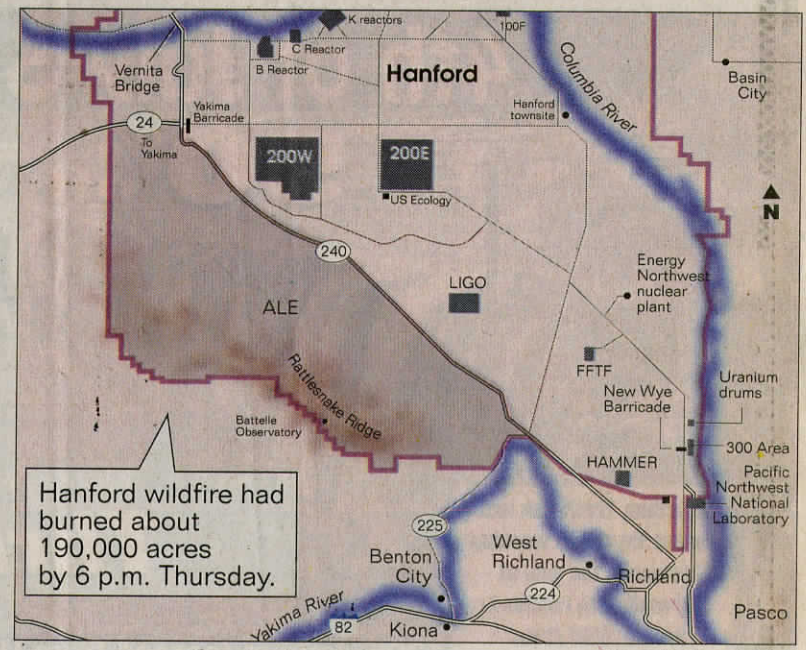 K reactors
C Reactor
B Reactor
100F
Hanford
Vernita
Bridge
Columbia River
Basin
City
Yakima
Barricade
24
To
Yakima
Hanford
townsite
200W
200E
US Ecology
N
240
Energy
Northwest
nuclear
plant
LIGO
ALE
FFTF
Rattlesnake Ridge
Battelle
Observatory
New Wye
Barricade
Uranium
drums
300 Area
HAMMER
Pacific
Northwest
National
Laboratory
Hanford wildfire had
burned about
190,000 acres
by 6 p.m. Thursday.
225
Benton
City
West
Richland
224
Richland
Yakima River
82
Kiona
Pasco